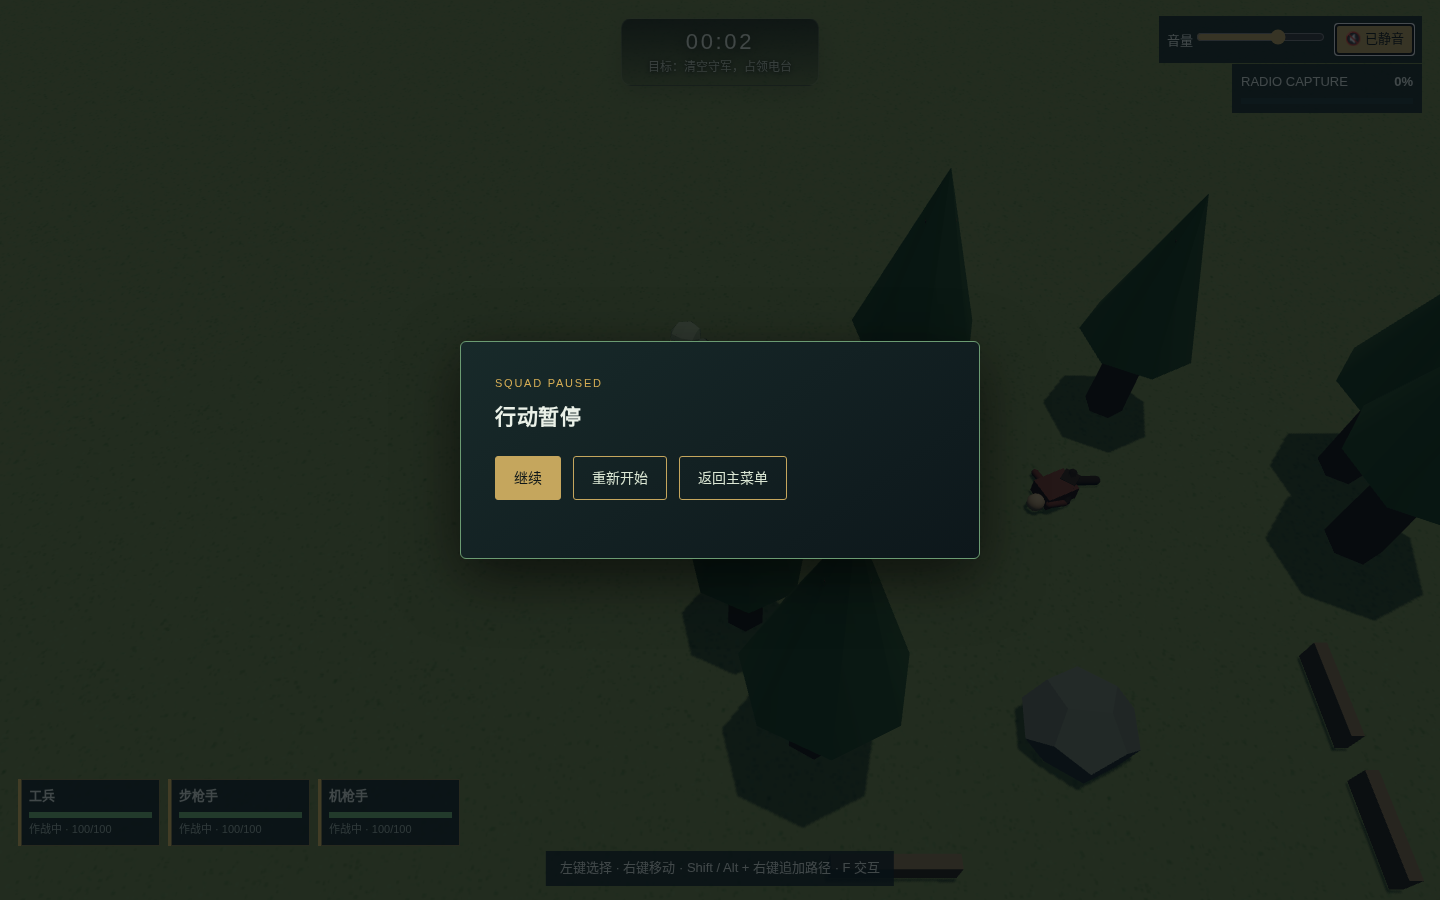 00:02
目标：清空守军，占领电台
音量
🔇 已静音
RADIO CAPTURE 0%
SQUAD PAUSED
行动暂停
继续 重新开始 返回主菜单
工兵 步枪手 机枪手
作战中 · 100/100 作战中 · 100/100 作战中 · 100/100
左键选择 · 右键移动 · Shift / Alt + 右键追加路径 · F 交互